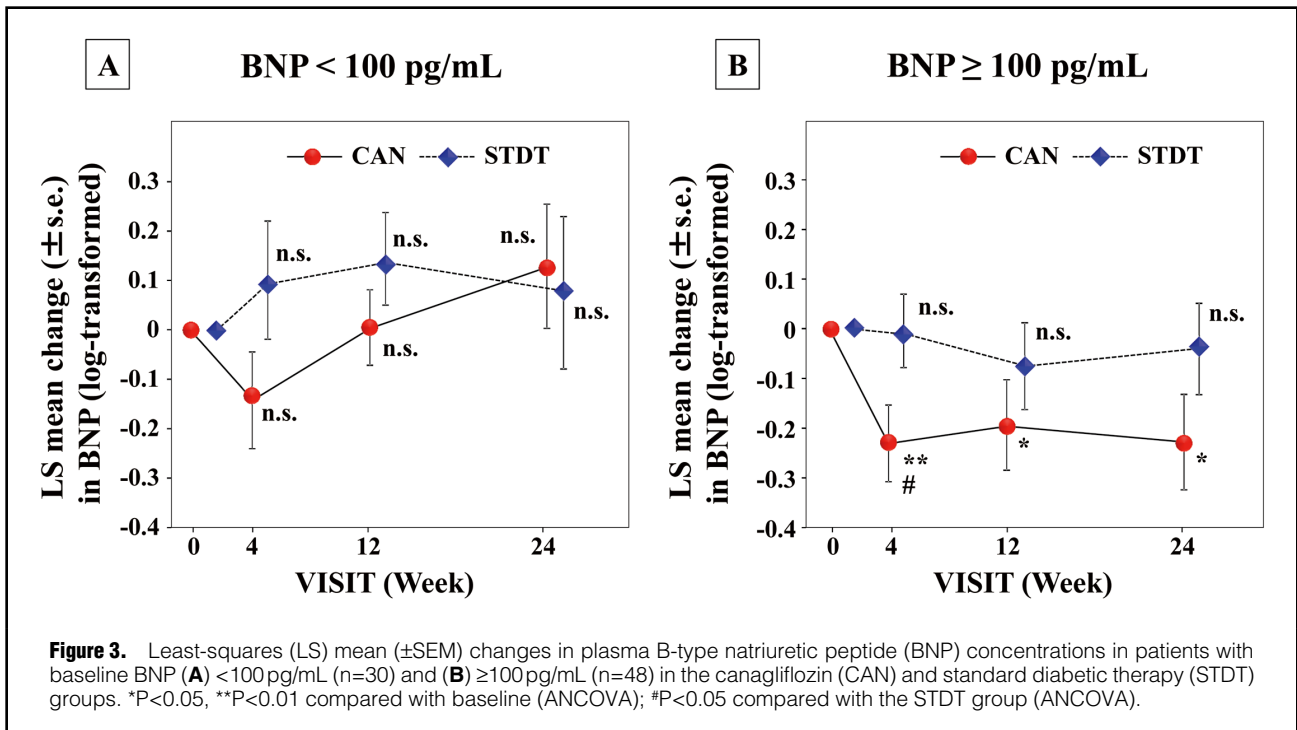 A
BNP < 100 pg/mL
CAN
STDT
LS mean change (±s.e.)
in BNP (log-transformed)
0.3
0.2
0.1
0
-0.1
-0.2
-0.3
-0.4
n.s.
n.s.
n.s.
n.s.
n.s.
n.s.
0
4
12
24
VISIT (Week)
B
BNP ≥ 100 pg/mL
CAN
STDT
LS mean change (±s.e.)
in BNP (log-transformed)
0.3
0.2
0.1
0
-0.1
-0.2
-0.3
-0.4
n.s.
n.s.
n.s.
**
#
*
*
0
4
12
24
VISIT (Week)
Figure 3. Least-squares (LS) mean (±SEM) changes in plasma B-type natriuretic peptide (BNP) concentrations in patients with
baseline BNP (A) <100 pg/mL (n=30) and (B) ≥100 pg/mL (n=48) in the canagliflozin (CAN) and standard diabetic therapy (STDT)
groups. *P<0.05, **P<0.01 compared with baseline (ANCOVA); #P<0.05 compared with the STDT group (ANCOVA).